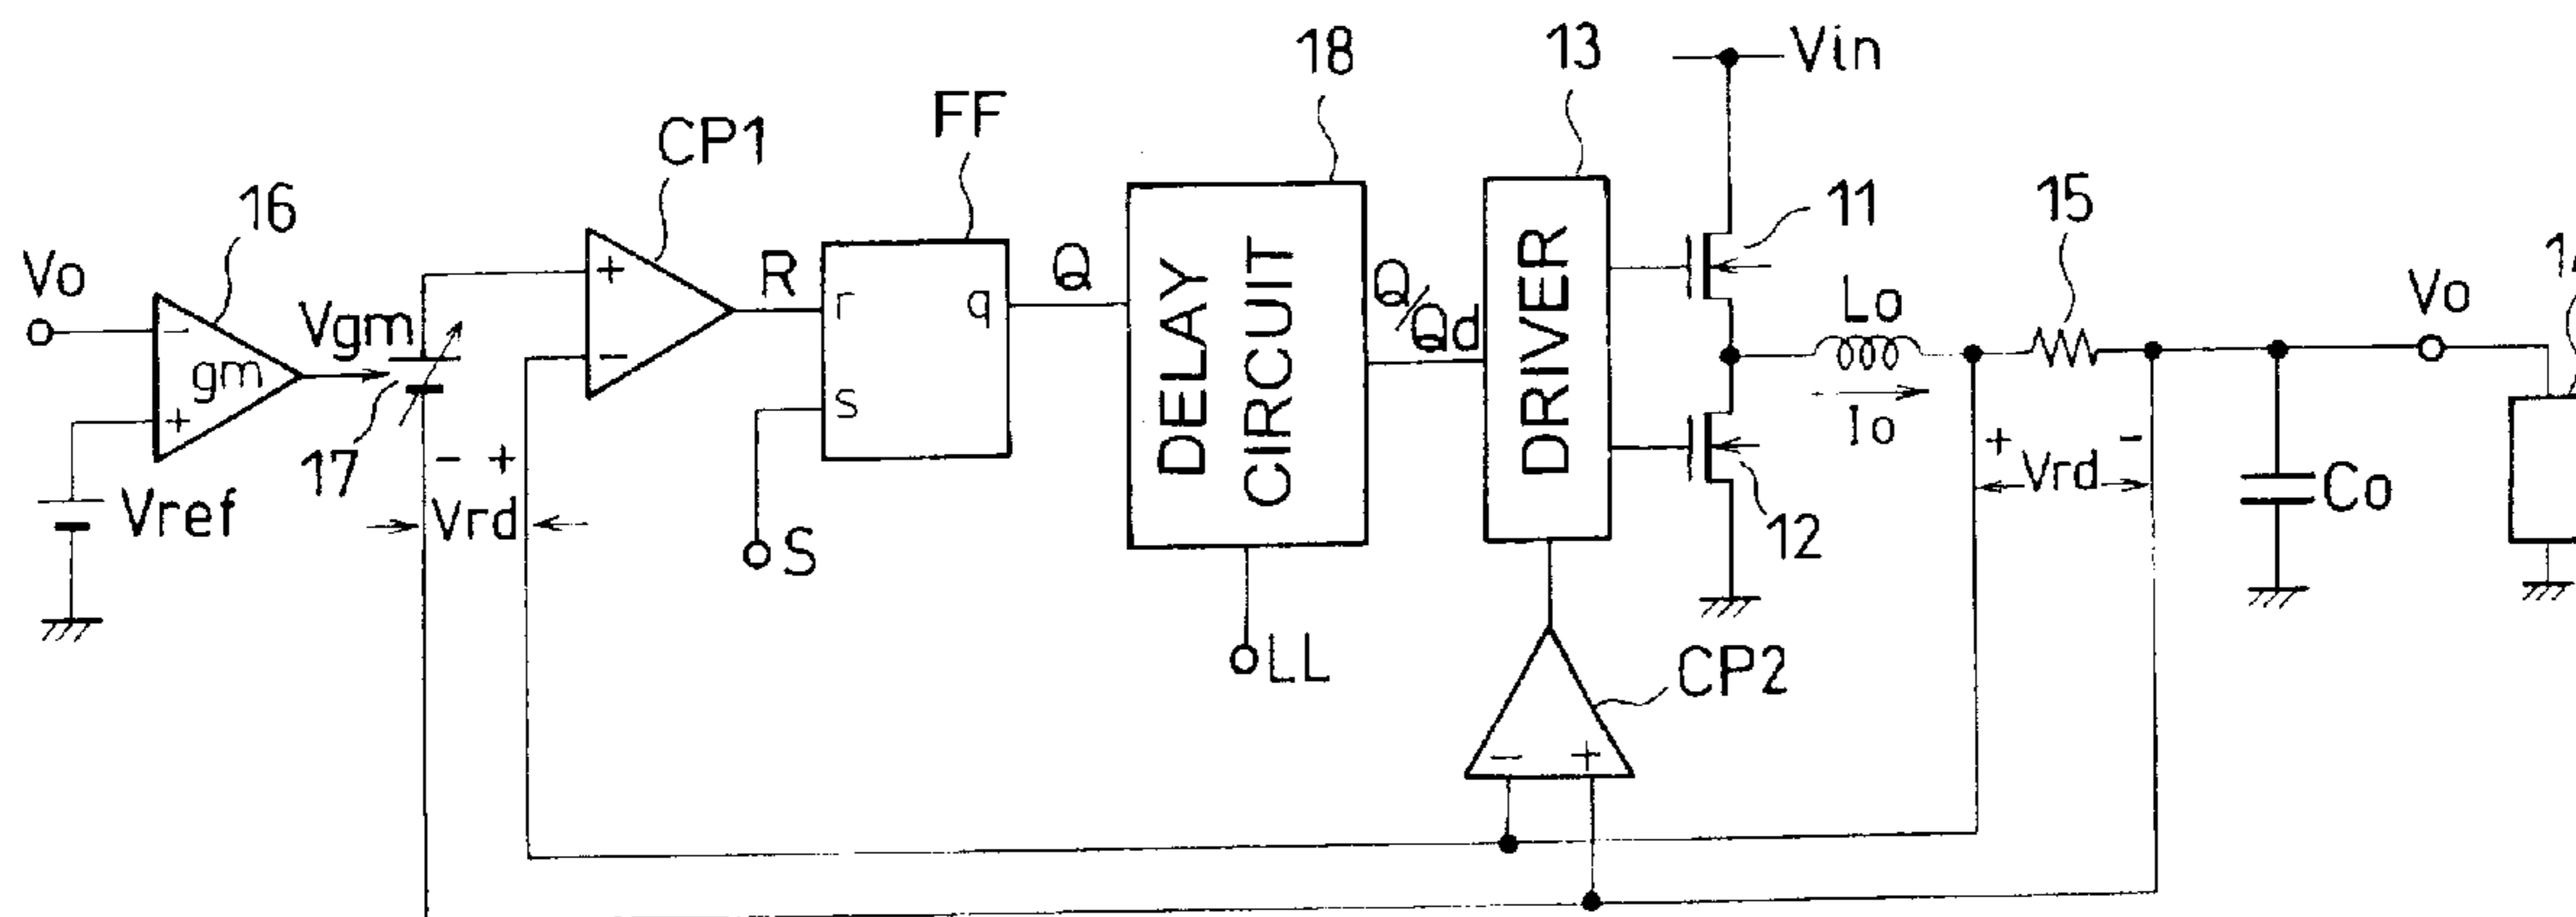 18
13
Vin
FF
CP1
16
11
15
Vo
R
r
q
Q
DELAY CIRCUIT
Q/Qd
DRIVER
Lo
Vo
+
-
gm
+
Vgm
+
-
s
Io
17
- +
Vrd
Vref
S
+ -
Vrd
12
Co
LL
CP2
- +